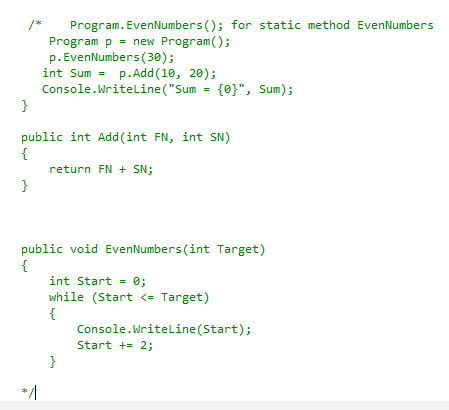 /*    Program.EvenNumbers(); for static method EvenNumbers
Program p = new Program();
p.EvenNumbers(30);
int Sum =  p.Add(10, 20);
Console.WriteLine("Sum = {0}", Sum);
}
public int Add(int FN, int SN)
{
return FN + SN;
}
public void EvenNumbers(int Target)
{
int Start = 0;
while (Start <= Target)
{
Console.WriteLine(Start);
Start += 2;
}
*/